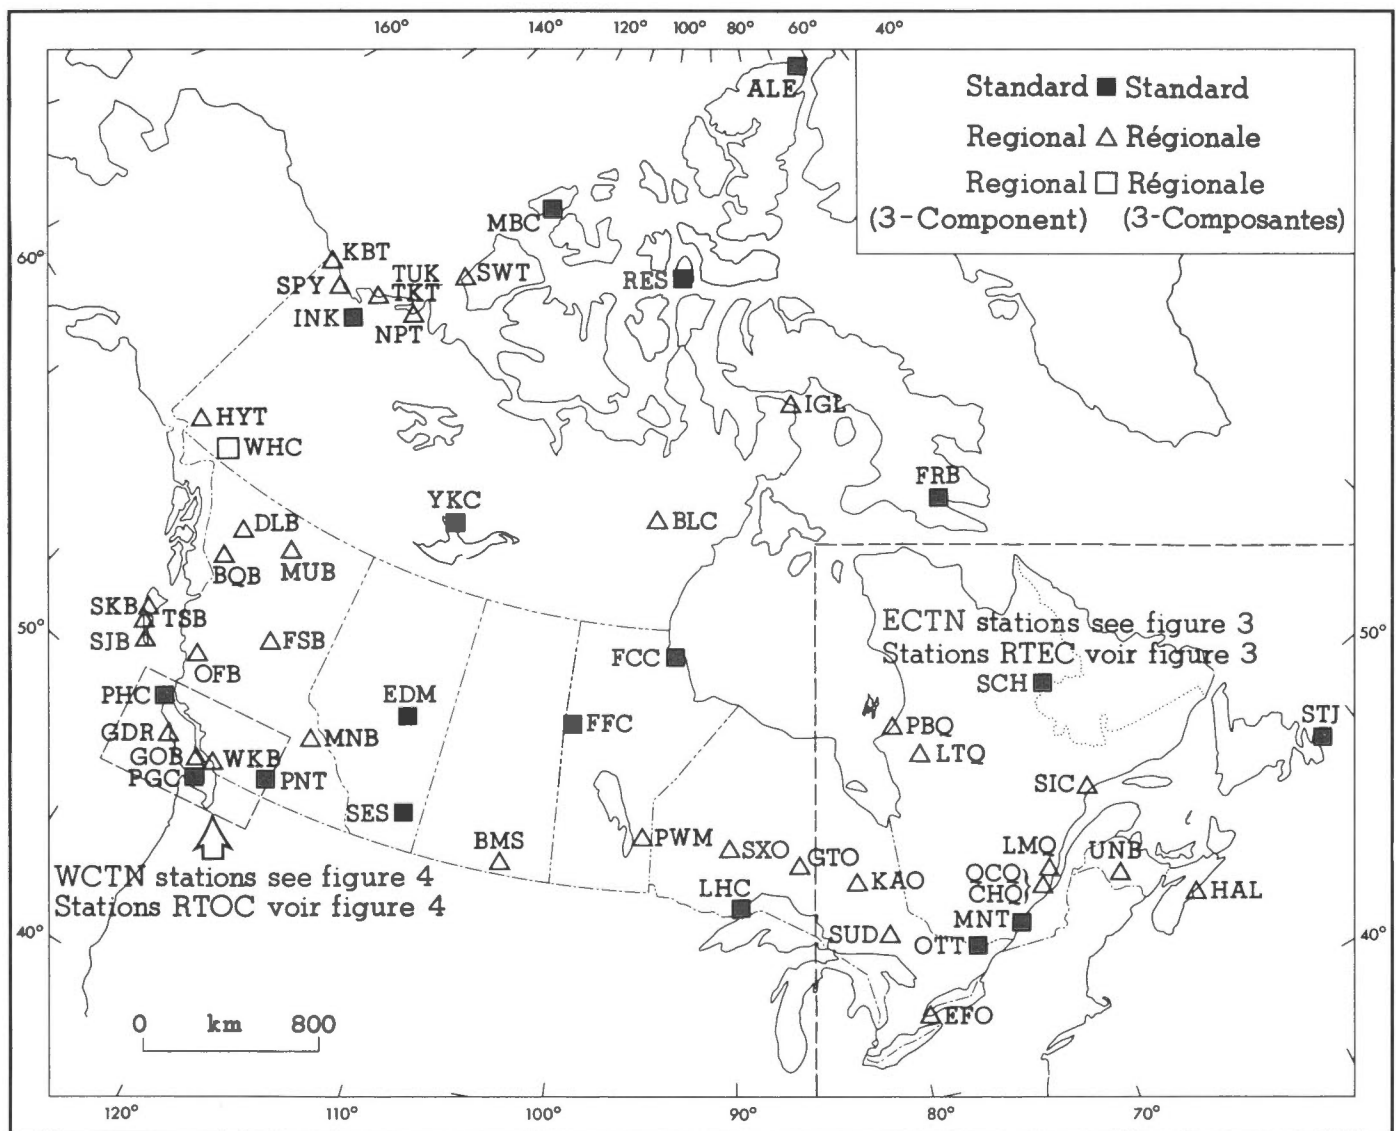 160° 140° 120° 100° 80° 60° 40°
ALE
Standard ■ Standard
Regional △ Régionale
Regional □ Régionale
(3-Component) (3-Composantes)
MBC
60°
KBT
SPY
TUK
TKT
SWT
INK
NPT
RES
IGL
HYT
WHC
FRB
YKC
BLC
DLB
BQB
MUB
SKB
TSB
SJB
FSB
OFB
50°
50°
ECTN stations see figure 3
Stations RTEC voir figure 3
FCC
SCH
PHC
EDM
GDR
MNB
FFC
PBQ
STJ
GOB
WKB
LTQ
PGC
PNT
SIC
SES
BMS
PWM
SXO
GTO
LMQ
UNB
QCQ
CHQ
KAO
HAL
WCTN stations see figure 4
Stations RTOC voir figure 4
LHC
MNT
SUD
OTT
40°
40°
EFO
0 km 800
120° 110° 100° 90° 80° 70°